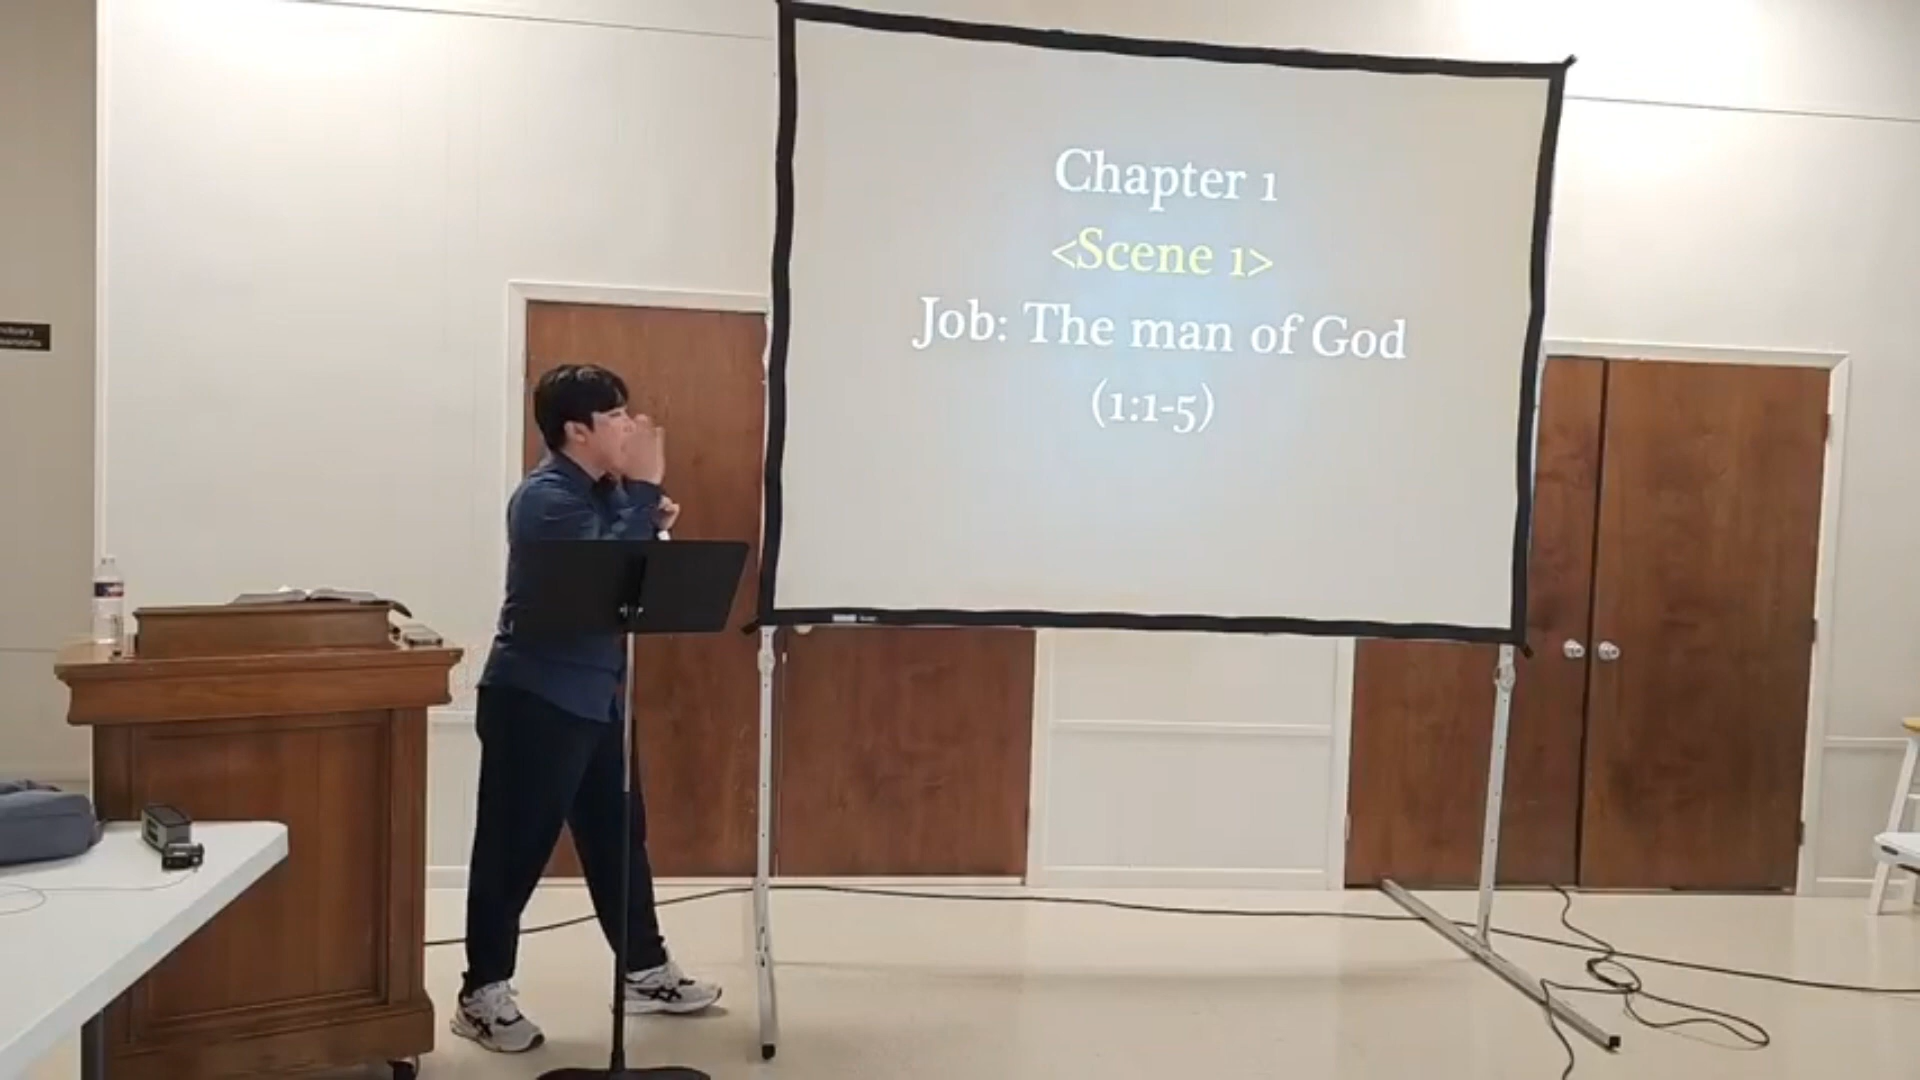 Chapter 1
<Scene 1>
Job: The man of God
(1:1-5)